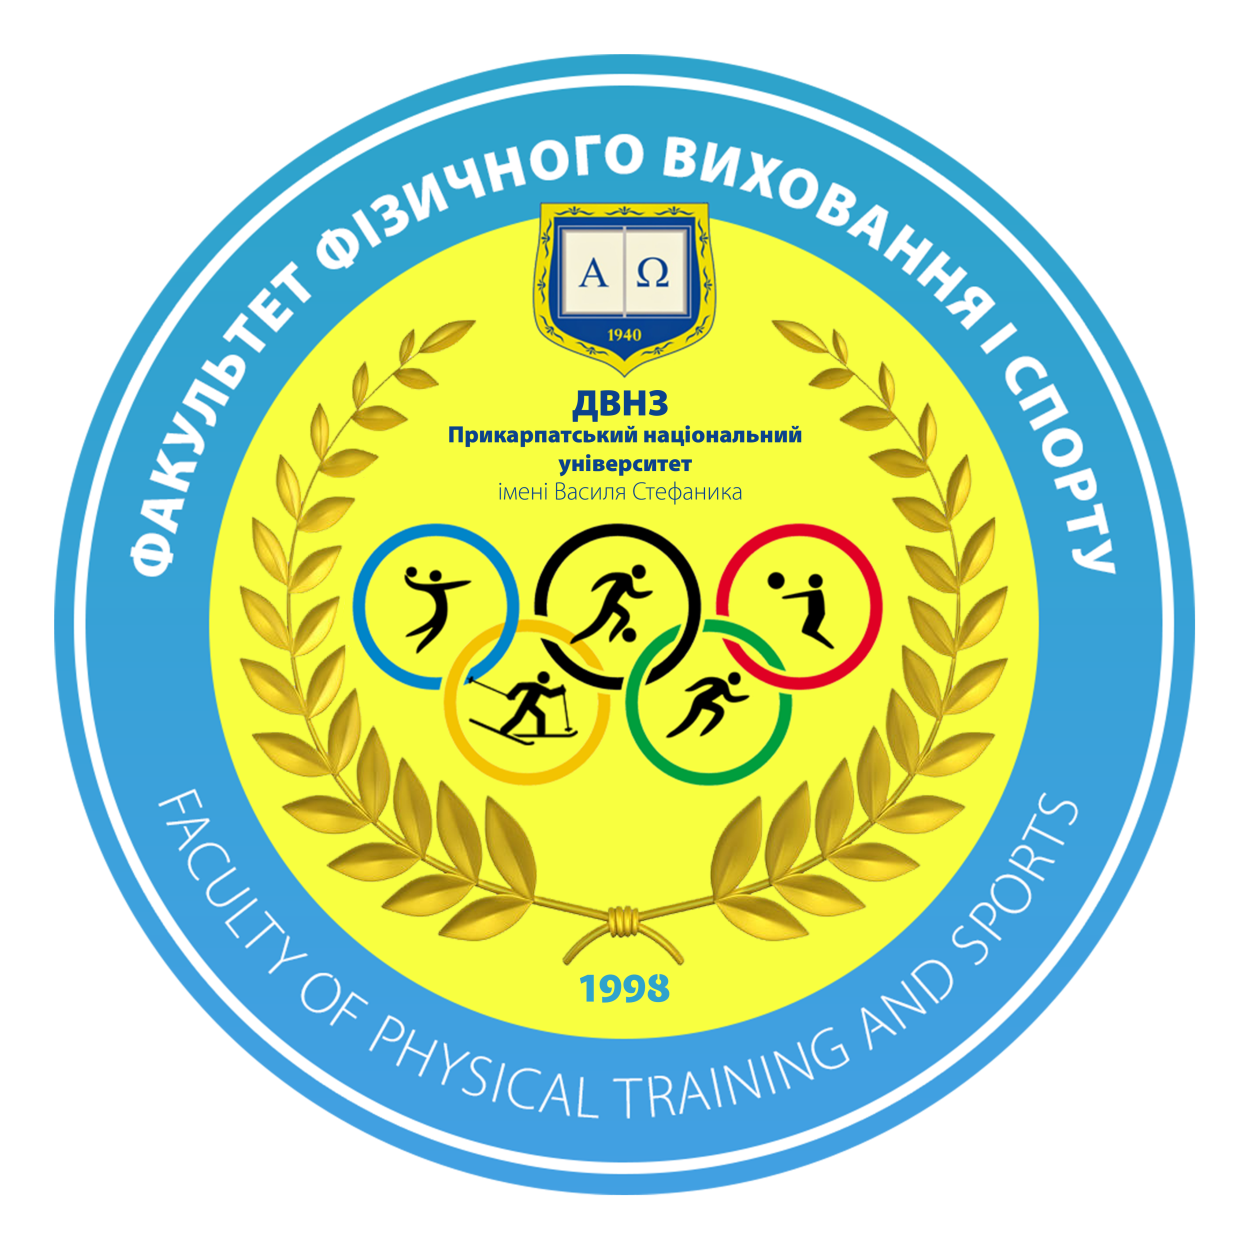 ФАКУЛЬТЕТ ФІЗИЧНОГО ВИХОВАННЯ І СПОРТУ
Α Ω
1940
ДВНЗ
Прикарпатський національний
університет
імені Василя Стефаника
1998
FACULTY OF PHYSICAL TRAINING AND SPORTS